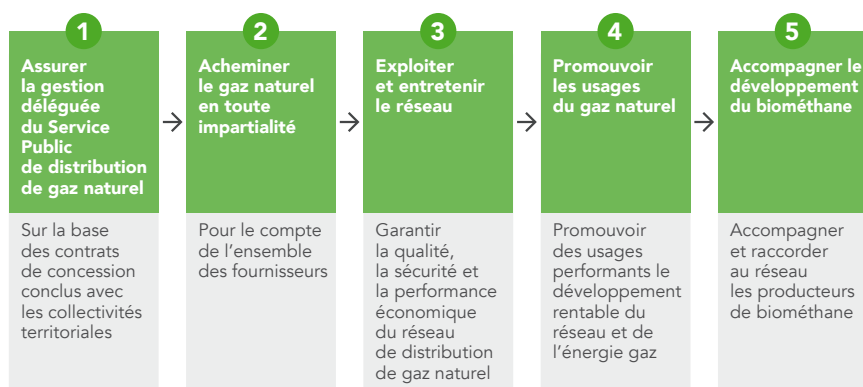 1
Assurer
la gestion
déléguée
du Service
Public
de distribution
de gaz naturel
Sur la base
des contrats
de concession
conclus avec
les collectivités
territoriales
2
Acheminer
le gaz naturel
en toute
impartialité
Pour le compte
de l'ensemble
des fournisseurs
3
Exploiter
et entretenir
le réseau
Garantir
la qualité,
la sécurité et
la performance
économique
du réseau
de distribution
de gaz naturel
4
Promouvoir
les usages
du gaz naturel
Promouvoir
des usages
performants le
développement
rentable du
réseau et de
l'énergie gaz
5
Accompagner le
développement
du biométhane
Accompagner
et raccorder
au réseau
les producteurs
de biométhane